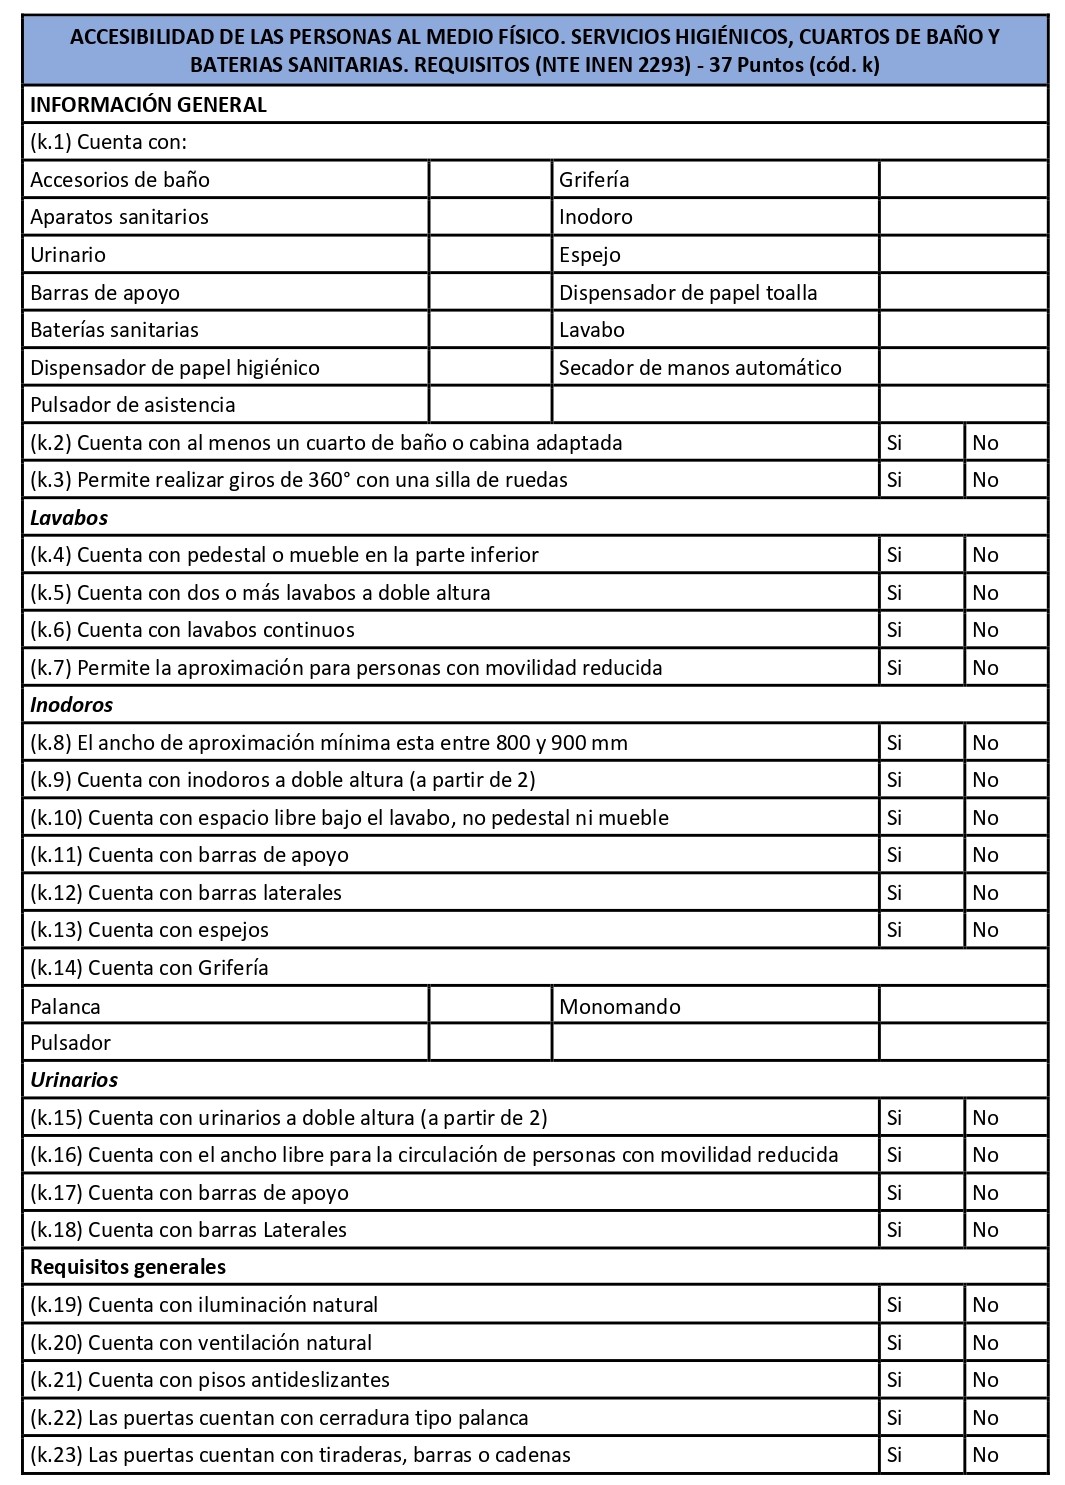 ACCESIBILIDAD DE LAS PERSONAS AL MEDIO FÍSICO. SERVICIOS HIGIÉNICOS, CUARTOS DE BAÑO Y
BATERIAS SANITARIAS. REQUISITOS (NTE INEN 2293) - 37 Puntos (cód. k)
INFORMACIÓN GENERAL
(k.1) Cuenta con:
Accesorios de baño Grifería
Aparatos sanitarios Inodoro
Urinario Espejo
Barras de apoyo Dispensador de papel toalla
Baterías sanitarias Lavabo
Dispensador de papel higiénico Secador de manos automático
Pulsador de asistencia
(k.2) Cuenta con al menos un cuarto de baño o cabina adaptada Si No
(k.3) Permite realizar giros de 360° con una silla de ruedas Si No
Lavabos
(k.4) Cuenta con pedestal o mueble en la parte inferior Si No
(k.5) Cuenta con dos o más lavabos a doble altura Si No
(k.6) Cuenta con lavabos continuos Si No
(k.7) Permite la aproximación para personas con movilidad reducida Si No
Inodoros
(k.8) El ancho de aproximación mínima esta entre 800 y 900 mm Si No
(k.9) Cuenta con inodoros a doble altura (a partir de 2) Si No
(k.10) Cuenta con espacio libre bajo el lavabo, no pedestal ni mueble Si No
(k.11) Cuenta con barras de apoyo Si No
(k.12) Cuenta con barras laterales Si No
(k.13) Cuenta con espejos Si No
(k.14) Cuenta con Grifería
Palanca Monomando
Pulsador
Urinarios
(k.15) Cuenta con urinarios a doble altura (a partir de 2) Si No
(k.16) Cuenta con el ancho libre para la circulación de personas con movilidad reducida Si No
(k.17) Cuenta con barras de apoyo Si No
(k.18) Cuenta con barras Laterales Si No
Requisitos generales
(k.19) Cuenta con iluminación natural Si No
(k.20) Cuenta con ventilación natural Si No
(k.21) Cuenta con pisos antideslizantes Si No
(k.22) Las puertas cuentan con cerradura tipo palanca Si No
(k.23) Las puertas cuentan con tiraderas, barras o cadenas Si No